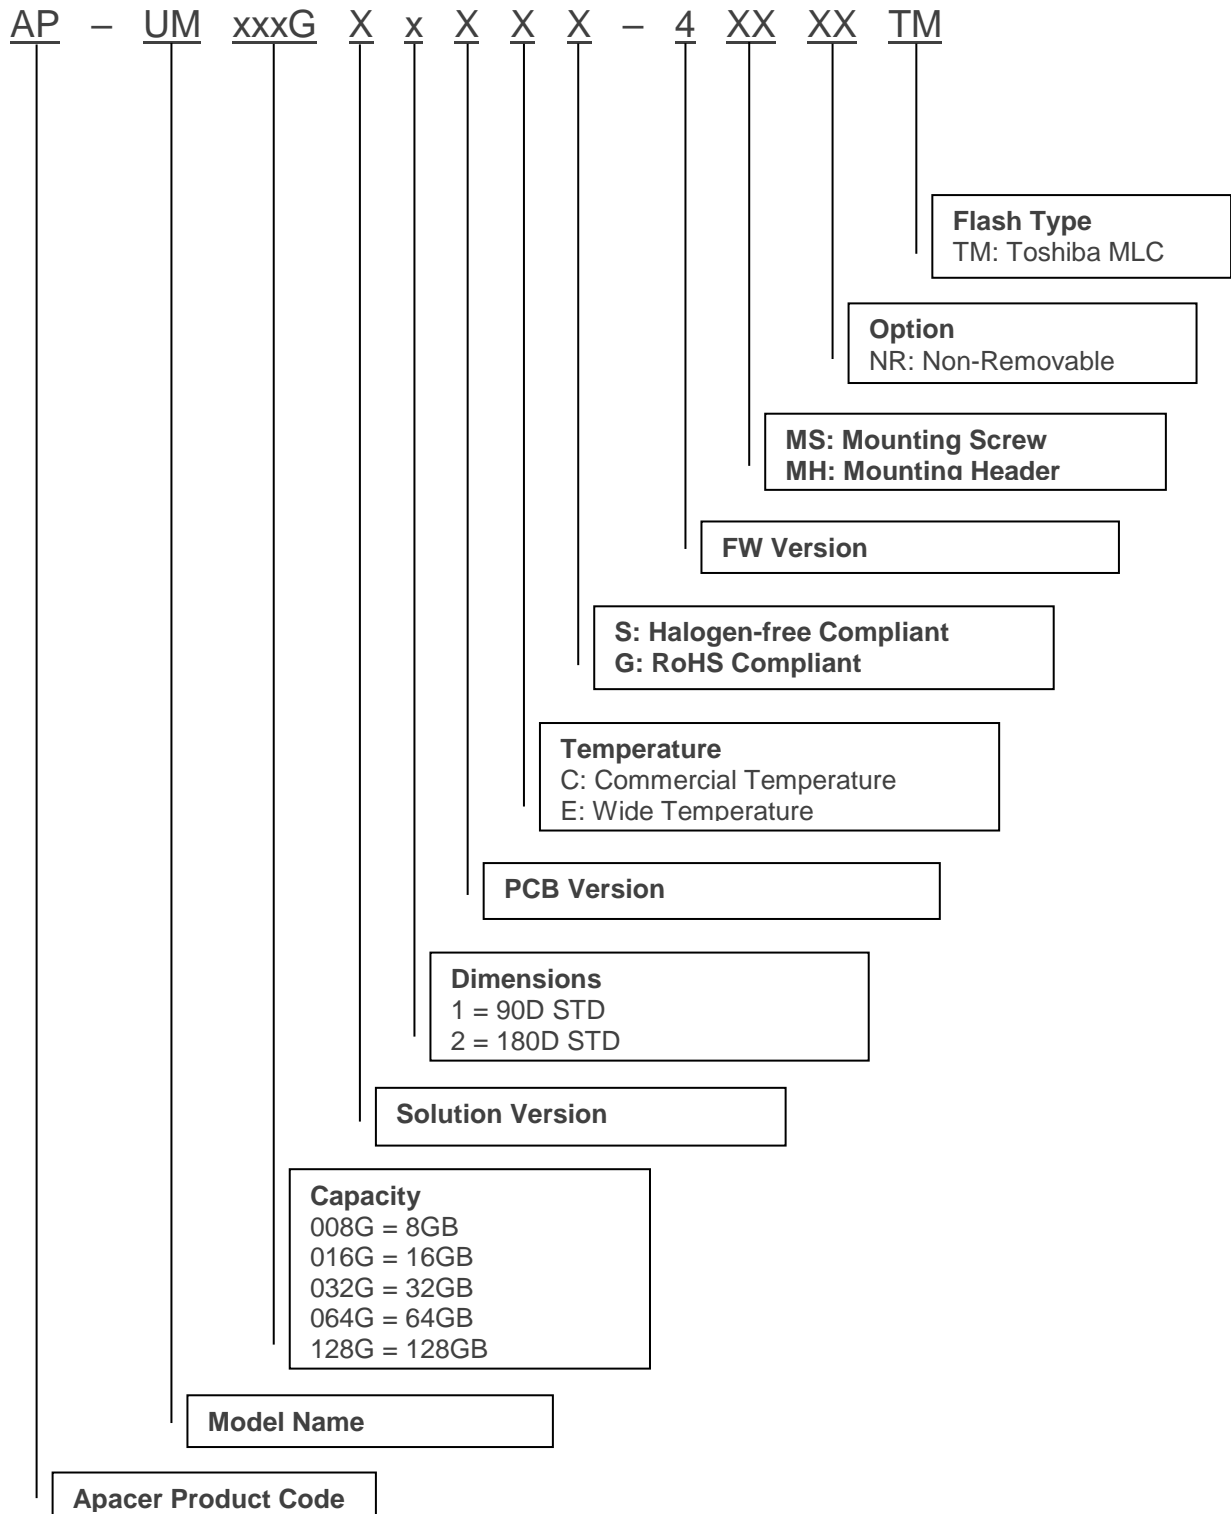 AP – UM xxxG X x X X X – 4 XX XX TM
Flash Type
TM: Toshiba MLC
Option
NR: Non-Removable
MS: Mounting Screw
MH: Mounting Header
FW Version
S: Halogen-free Compliant
G: RoHS Compliant
Temperature
C: Commercial Temperature
E: Wide Temperature
PCB Version
Dimensions
1 = 90D STD
2 = 180D STD
Solution Version
Capacity
008G = 8GB
016G = 16GB
032G = 32GB
064G = 64GB
128G = 128GB
Model Name
Apacer Product Code